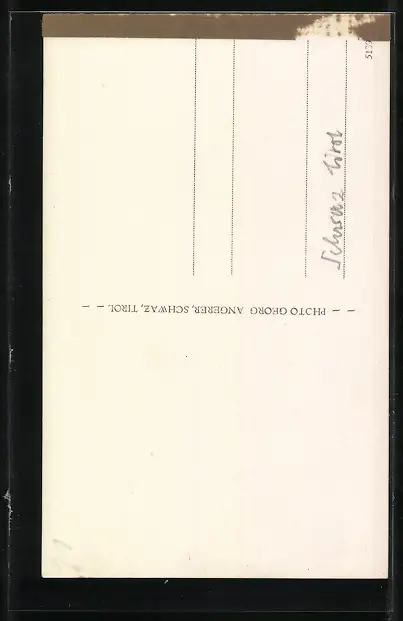 — — PHOTO GEORG ANGERER, SCHWAZ, TIROL. — —
Schwaz Tirol